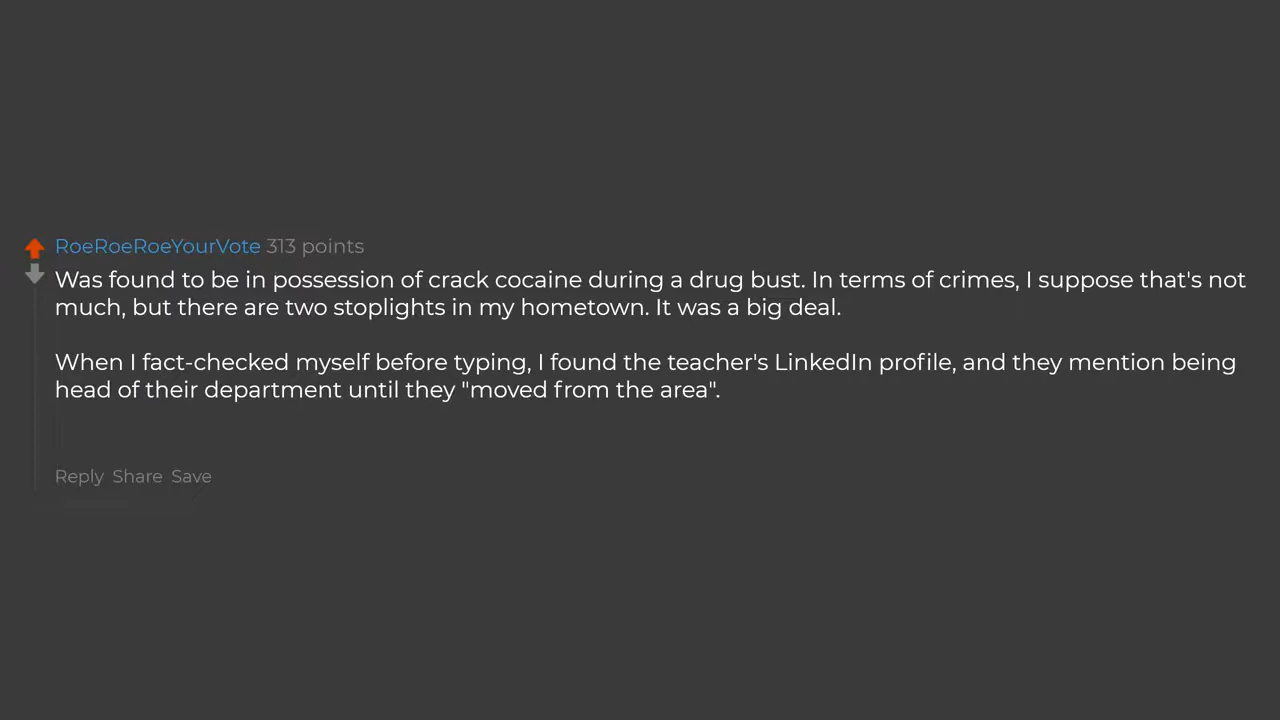 RoeRoeRoeYourVote 313 points
Was found to be in possession of crack cocaine during a drug bust. In terms of crimes, I suppose that's not
much, but there are two stoplights in my hometown. It was a big deal.
When I fact-checked myself before typing, I found the teacher's LinkedIn profile, and they mention being
head of their department until they "moved from the area".
Reply Share Save